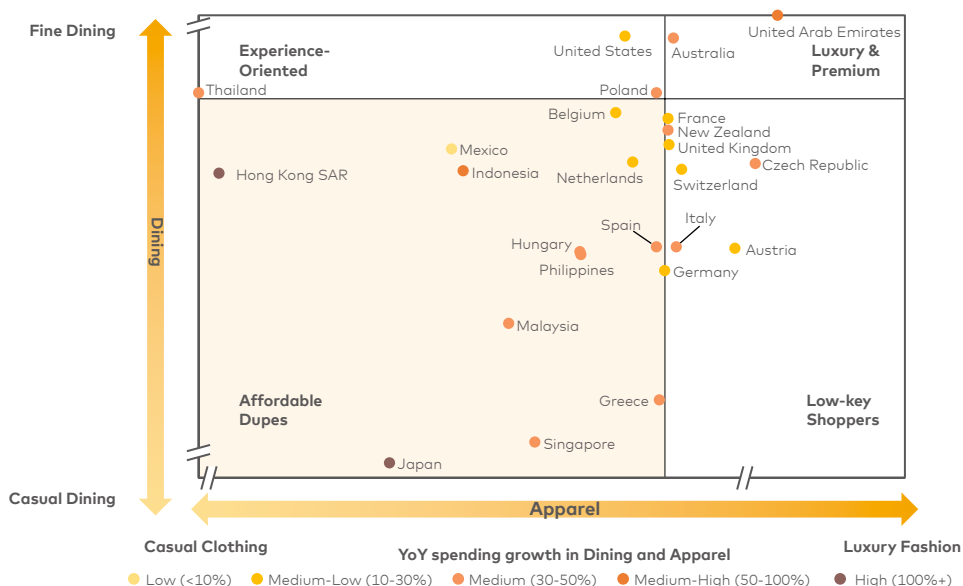 Fine Dining
United Arab Emirates
Experience-
Oriented
United States
Australia
Luxury &
Premium
Thailand
Poland
Belgium
France
New Zealand
United Kingdom
Mexico
Czech Republic
Hong Kong SAR
Indonesia
Netherlands
Switzerland
Dining
Spain
Italy
Hungary
Austria
Philippines
Germany
Malaysia
Affordable
Dupes
Greece
Low-key
Shoppers
Singapore
Japan
Casual Dining
Apparel
Casual Clothing
Luxury Fashion
YoY spending growth in Dining and Apparel
Low (<10%)
Medium-Low (10-30%)
Medium (30-50%)
Medium-High (50-100%)
High (100%+)